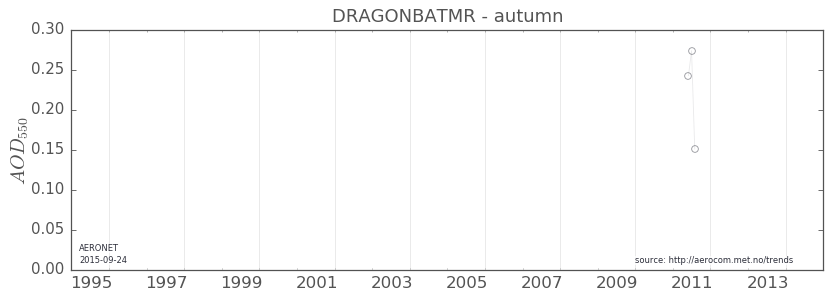 DRAGONBATMR - autumn
0.30
0.25
0.20
0.15
0.10
0.05
0.00
AOD550
AERONET
2015-09-24
source: http://aerocom.met.no/trends
1995 1997 1999 2001 2003 2005 2007 2009 2011 2013